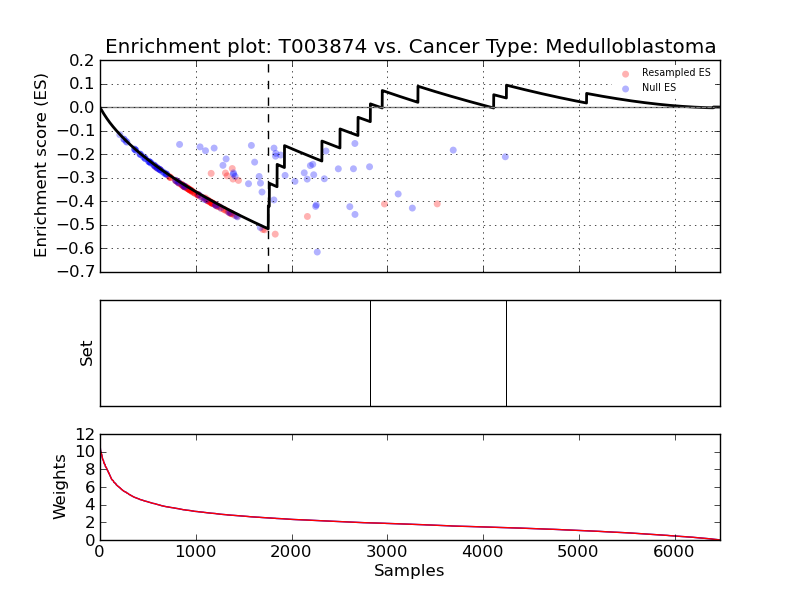 Enrichment plot: T003874 vs. Cancer Type: Medulloblastoma
0.2
0.1
0.0
−0.1
−0.2
−0.3
−0.4
−0.5
−0.6
−0.7
Enrichment score (ES)
Resampled ES
Null ES
Set
12
10
8
6
4
2
0
Weights
0 1000 2000 3000 4000 5000 6000
Samples